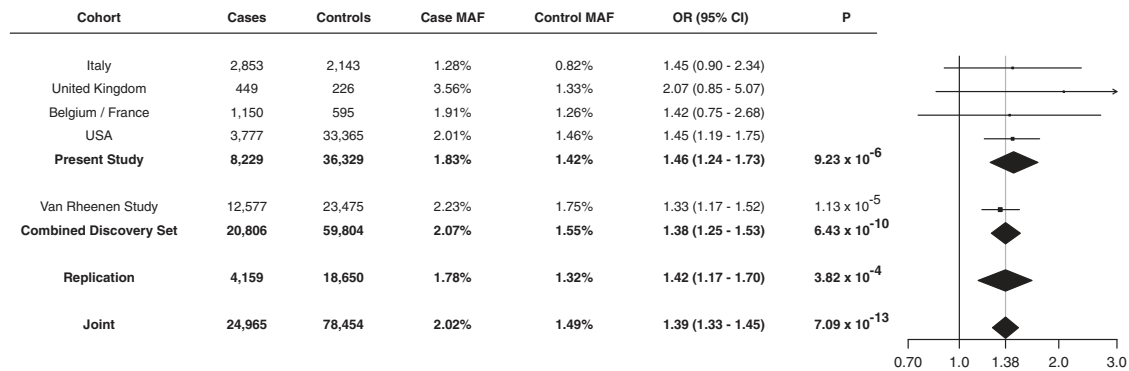 Cohort Cases Controls Case MAF Control MAF OR (95% CI) P
Italy 2,853 2,143 1.28% 0.82% 1.45 (0.90 - 2.34)
United Kingdom 449 226 3.56% 1.33% 2.07 (0.85 - 5.07)
Belgium / France 1,150 595 1.91% 1.26% 1.42 (0.75 - 2.68)
USA 3,777 33,365 2.01% 1.46% 1.45 (1.19 - 1.75)
Present Study 8,229 36,329 1.83% 1.42% 1.46 (1.24 - 1.73) 9.23 x 10-6
Van Rheenen Study 12,577 23,475 2.23% 1.75% 1.33 (1.17 - 1.52) 1.13 x 10-5
Combined Discovery Set 20,806 59,804 2.07% 1.55% 1.38 (1.25 - 1.53) 6.43 x 10-10
Replication 4,159 18,650 1.78% 1.32% 1.42 (1.17 - 1.70) 3.82 x 10-4
Joint 24,965 78,454 2.02% 1.49% 1.39 (1.33 - 1.45) 7.09 x 10-13
0.70 1.0 1.38 2.0 3.0